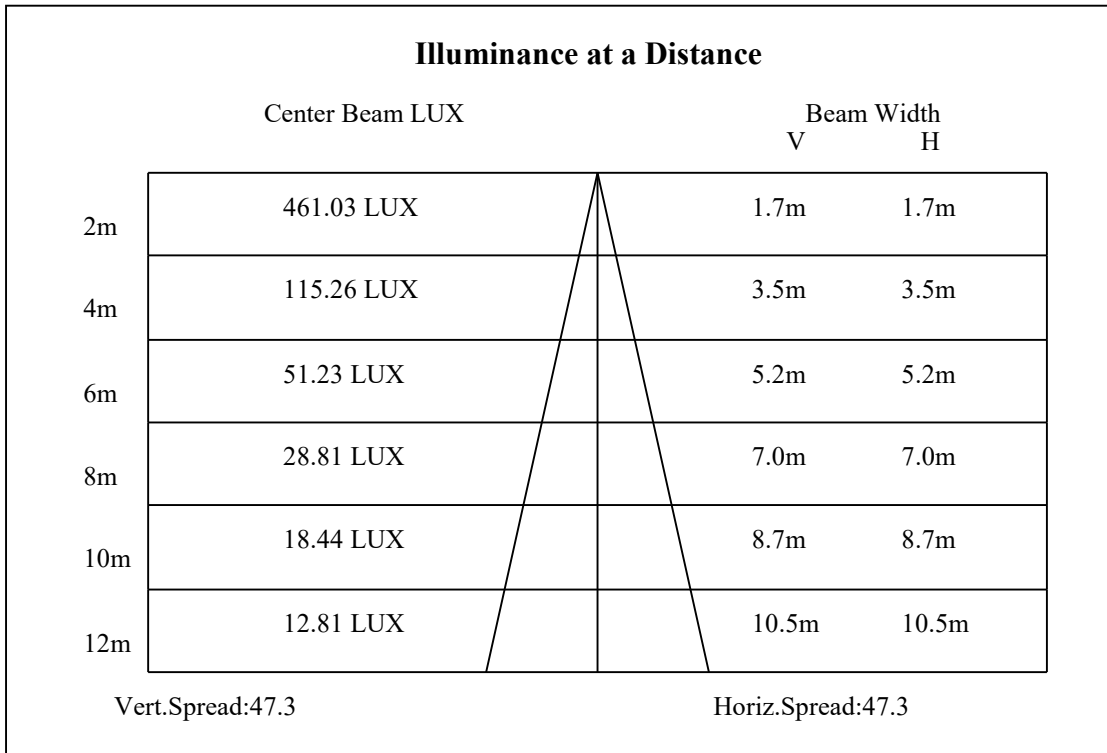 Illuminance at a Distance
Center Beam LUX Beam Width
V H
2m 461.03 LUX 1.7m 1.7m
4m 115.26 LUX 3.5m 3.5m
6m 51.23 LUX 5.2m 5.2m
8m 28.81 LUX 7.0m 7.0m
10m 18.44 LUX 8.7m 8.7m
12m 12.81 LUX 10.5m 10.5m
Vert.Spread:47.3 Horiz.Spread:47.3